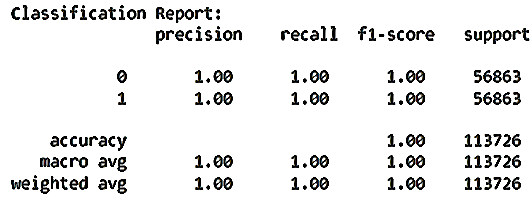 Classification Report:
precision recall f1-score support
0 1.00 1.00 1.00 56863
1 1.00 1.00 1.00 56863
accuracy 1.00 113726
macro avg 1.00 1.00 1.00 113726
weighted avg 1.00 1.00 1.00 113726